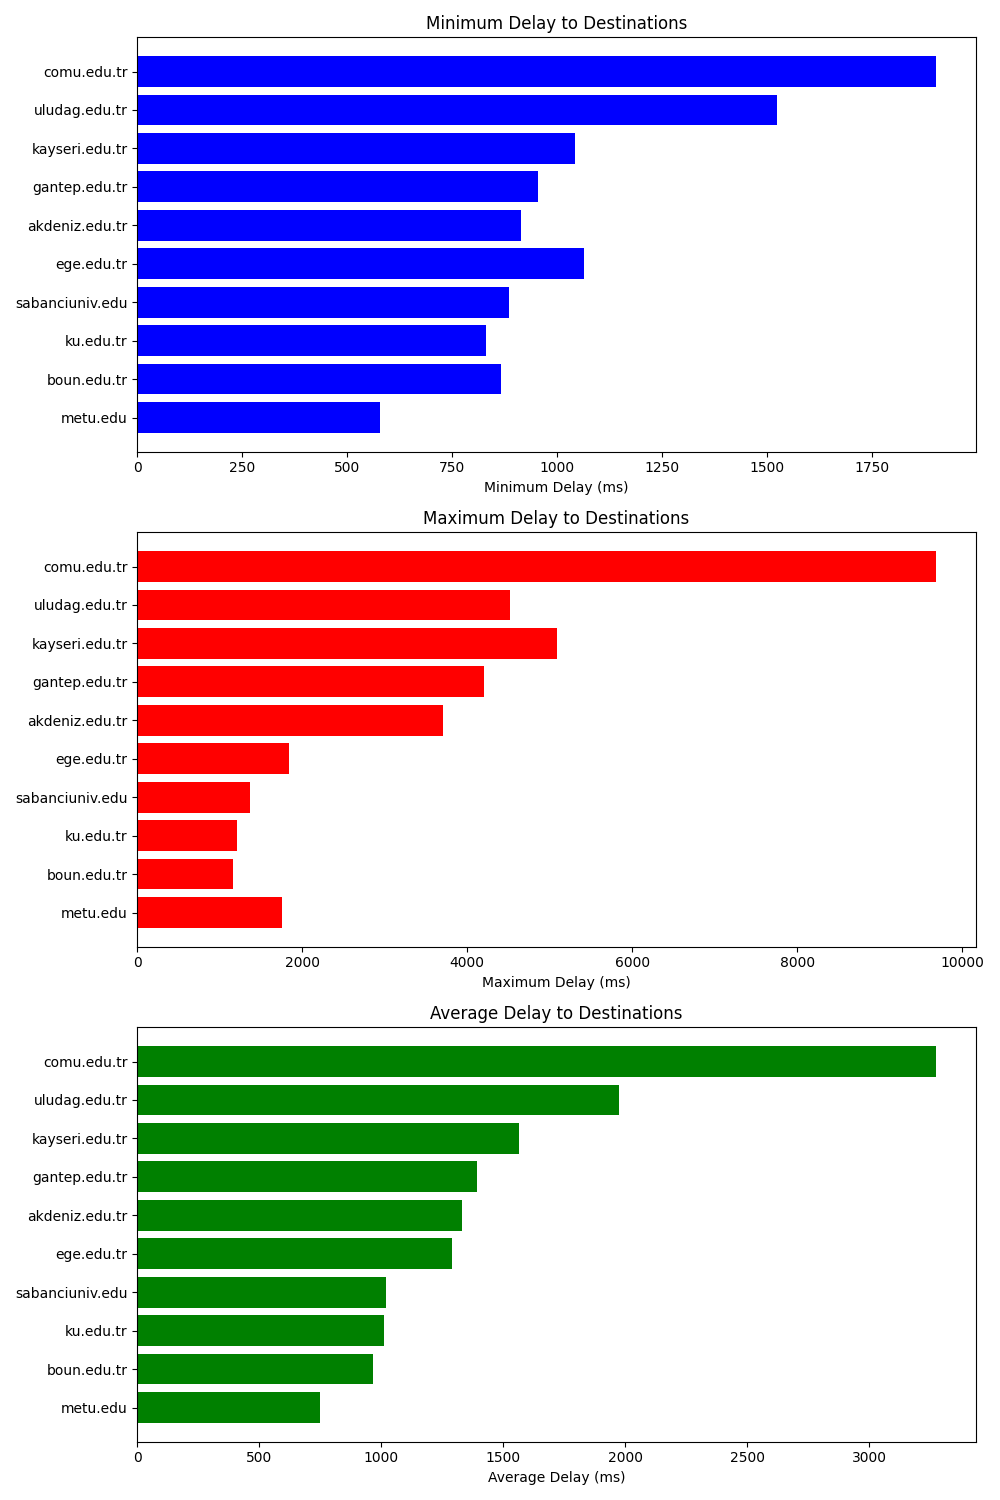 Minimum Delay to Destinations
comu.edu.tr
uludag.edu.tr
kayseri.edu.tr
gantep.edu.tr
akdeniz.edu.tr
ege.edu.tr
sabanciuniv.edu
ku.edu.tr
boun.edu.tr
metu.edu
0 250 500 750 1000 1250 1500 1750
Minimum Delay (ms)
Maximum Delay to Destinations
comu.edu.tr
uludag.edu.tr
kayseri.edu.tr
gantep.edu.tr
akdeniz.edu.tr
ege.edu.tr
sabanciuniv.edu
ku.edu.tr
boun.edu.tr
metu.edu
0 2000 4000 6000 8000 10000
Maximum Delay (ms)
Average Delay to Destinations
comu.edu.tr
uludag.edu.tr
kayseri.edu.tr
gantep.edu.tr
akdeniz.edu.tr
ege.edu.tr
sabanciuniv.edu
ku.edu.tr
boun.edu.tr
metu.edu
0 500 1000 1500 2000 2500 3000
Average Delay (ms)